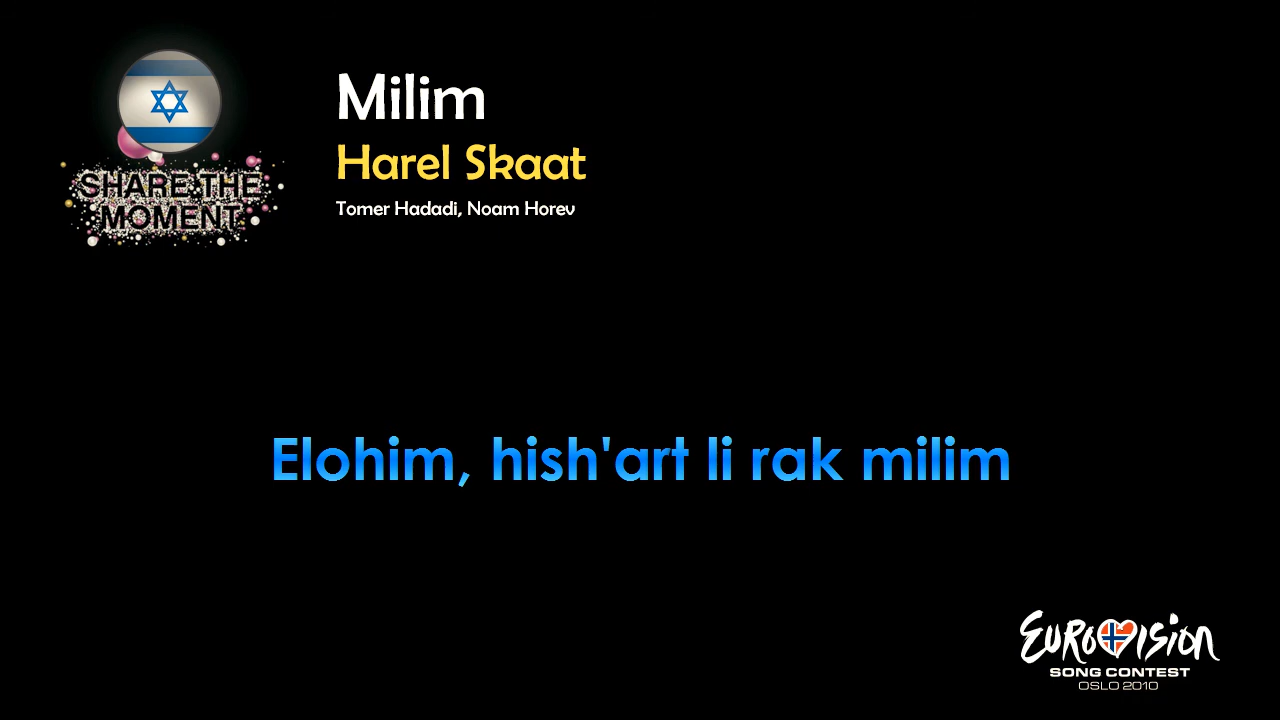 Milim
Harel Skaat
Tomer Hadadi, Noam Horev
SHARE THE
MOMENT
Elohim, hish'art li rak milim
EUROVISION
SONG CONTEST
OSLO 2010